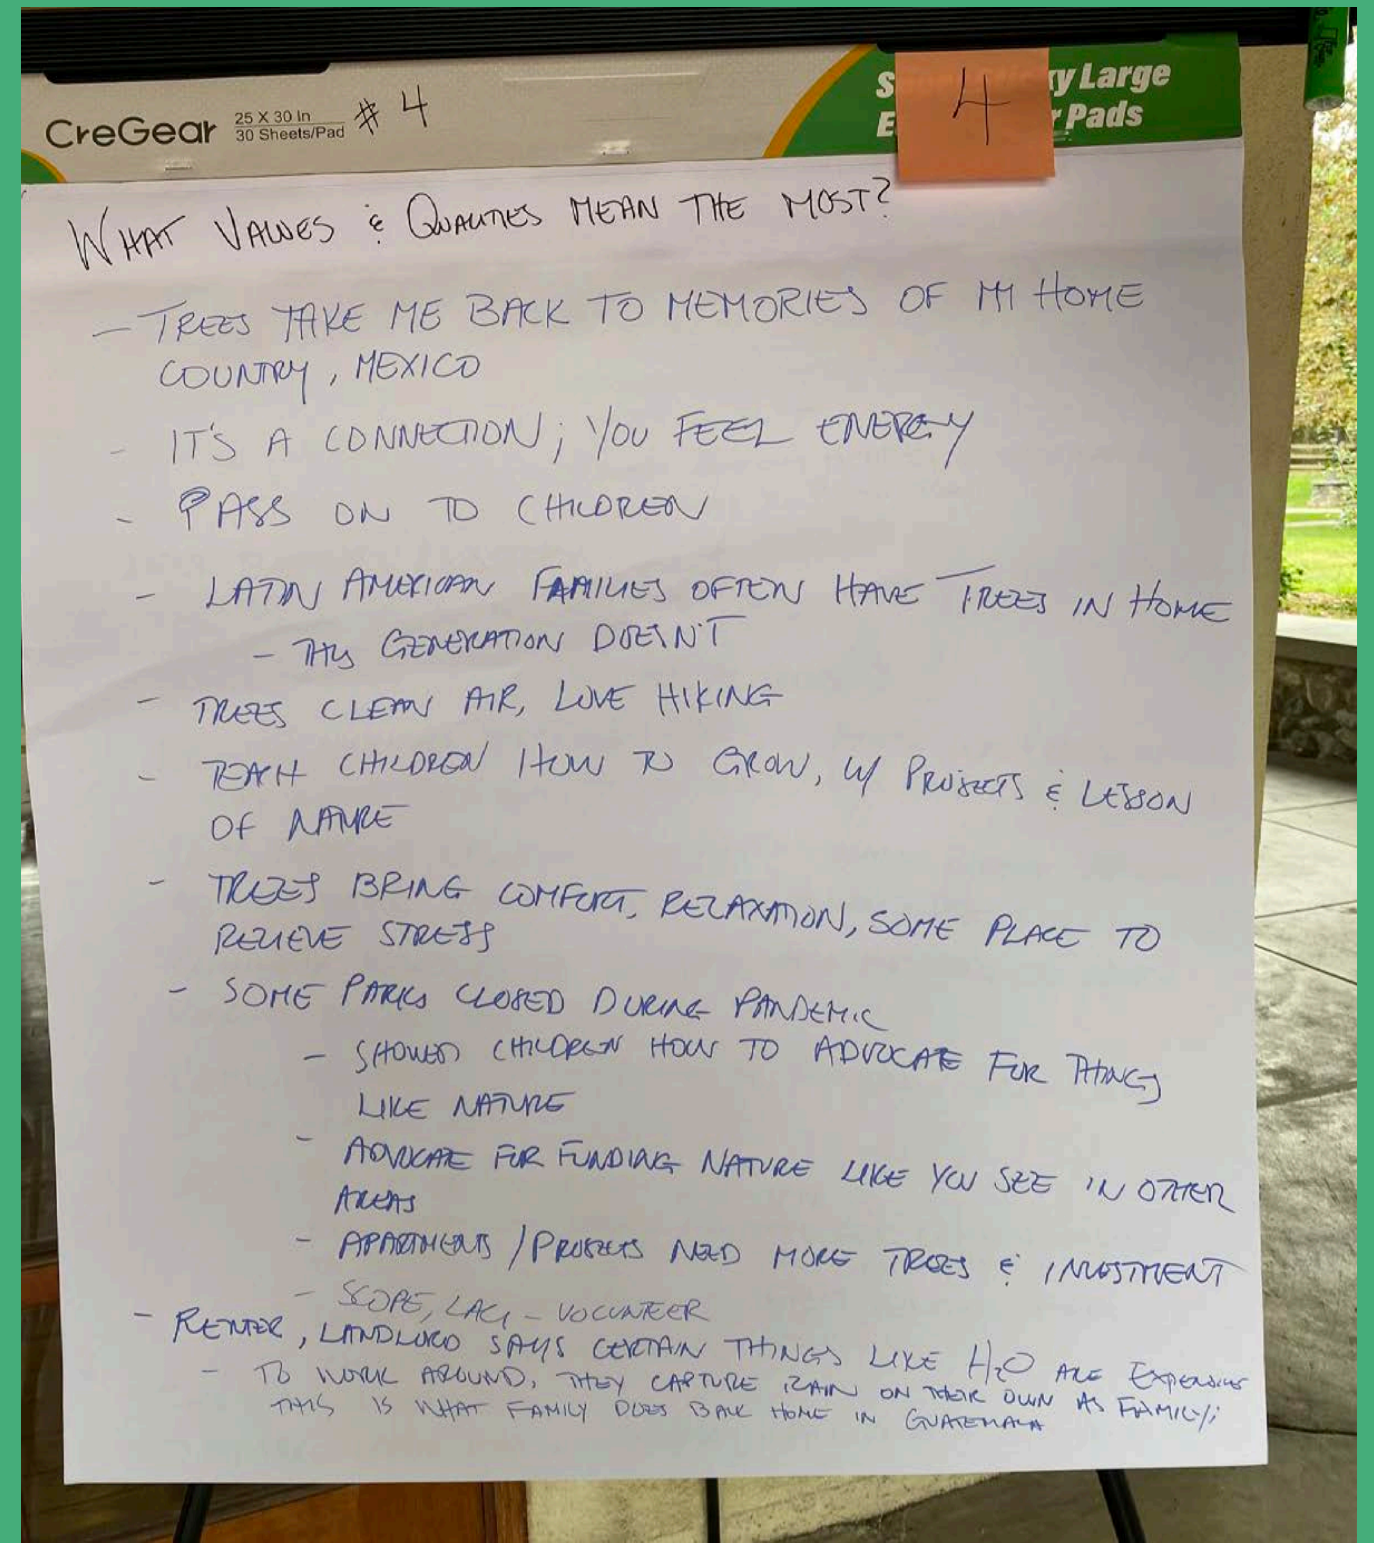 CreGear 25 X 30 In
30 Sheets/Pad
# 4
S
y Large
E
r Pads
4
WHAT VALUES & QUALITIES MEAN THE MOST?
- TREES TAKE ME BACK TO MEMORIES OF MY HOME
COUNTRY, MEXICO
- IT'S A CONNECTION; YOU FEEL ENERGY
- PASS ON TO CHILDREN
- LATIN AMERICAN FAMILIES OFTEN HAVE TREES IN HOME
- THIS GENERATION DOESN'T
- TREES CLEAN AIR, LOVE HIKING
- TEACH CHILDREN HOW TO GROW, W/ PROJECTS & LESSON
OF NATURE
- TREES BRING COMFORT, RELAXATION, SOME PLACE TO
RELIEVE STRESS
- SOME PARKS CLOSED DURING PANDEMIC
- SHOWED CHILDREN HOW TO ADVOCATE FOR THINGS
LIKE NATURE
- ADVOCATE FOR FUNDING NATURE LIKE YOU SEE IN OTHER
AREAS
- APARTMENTS / PROJECTS NEED MORE TREES & INVESTMENT
- SCOPE, LACI - VOLUNTEER
- RENTER, LANDLORD SAYS CERTAIN THINGS LIKE H2O ARE EXPENSIVE
- TO WORK AROUND, THEY CAPTURE RAIN ON THEIR OWN AS FAMILY;
THIS IS WHAT FAMILY DOES BACK HOME IN GUATEMALA